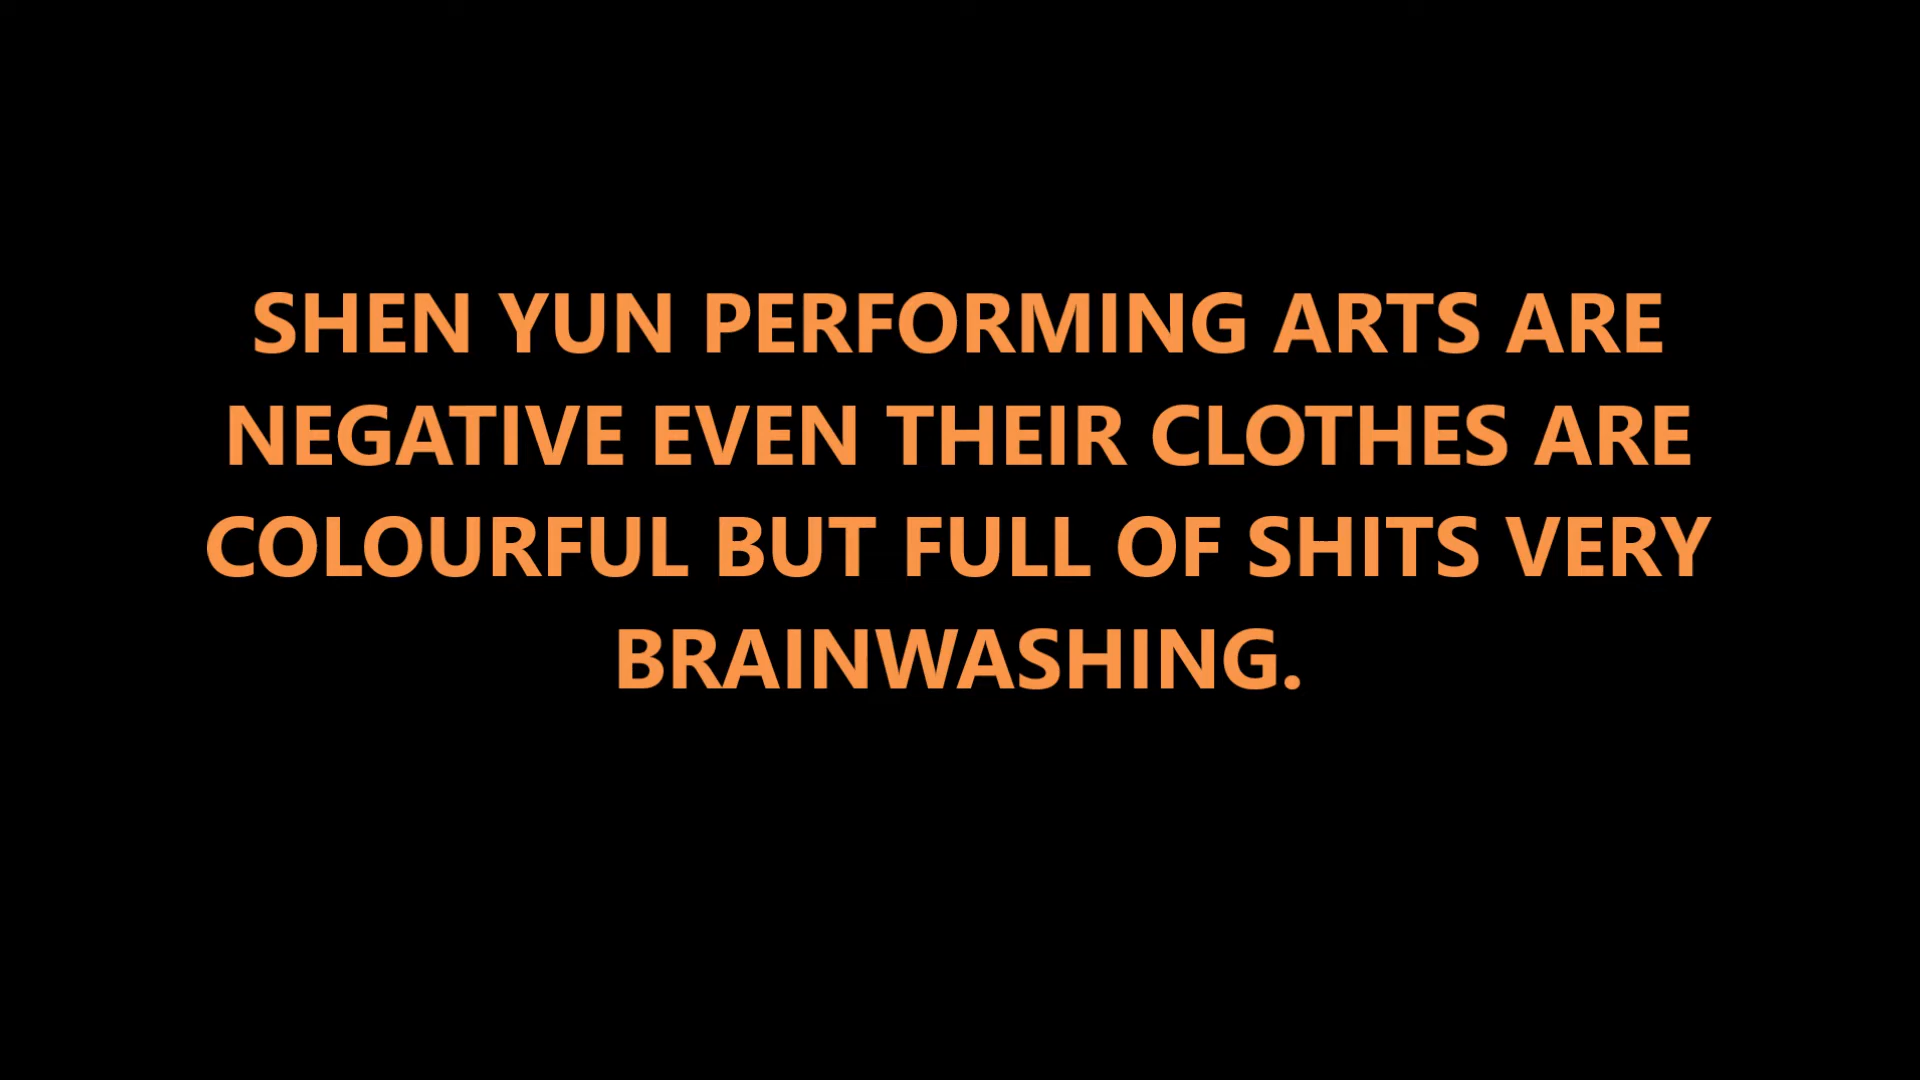 SHEN YUN PERFORMING ARTS ARE
NEGATIVE EVEN THEIR CLOTHES ARE
COLOURFUL BUT FULL OF SHITS VERY
BRAINWASHING.